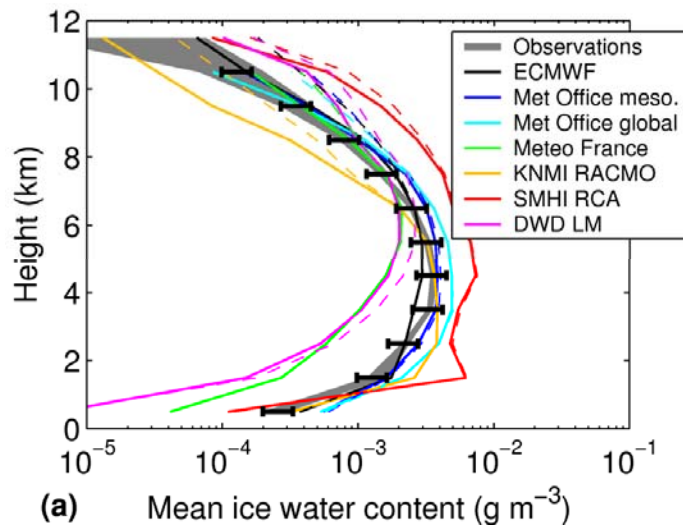 12
10
8
6
4
2
0
Height (km)
Observations
ECMWF
Met Office meso.
Met Office global
Meteo France
KNMI RACMO
SMHI RCA
DWD LM
10⁻⁵ 10⁻⁴ 10⁻³ 10⁻² 10⁻¹
(a) Mean ice water content (g m⁻³)